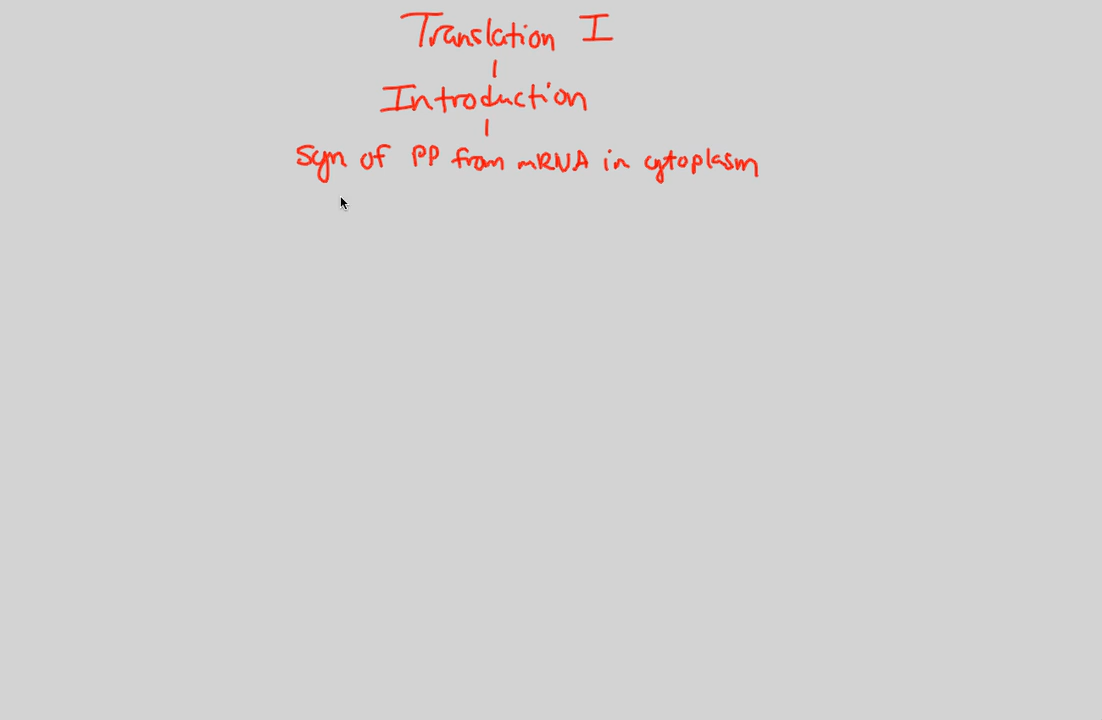 Translation I
Introduction
Syn of PP from mRNA in cytoplasm